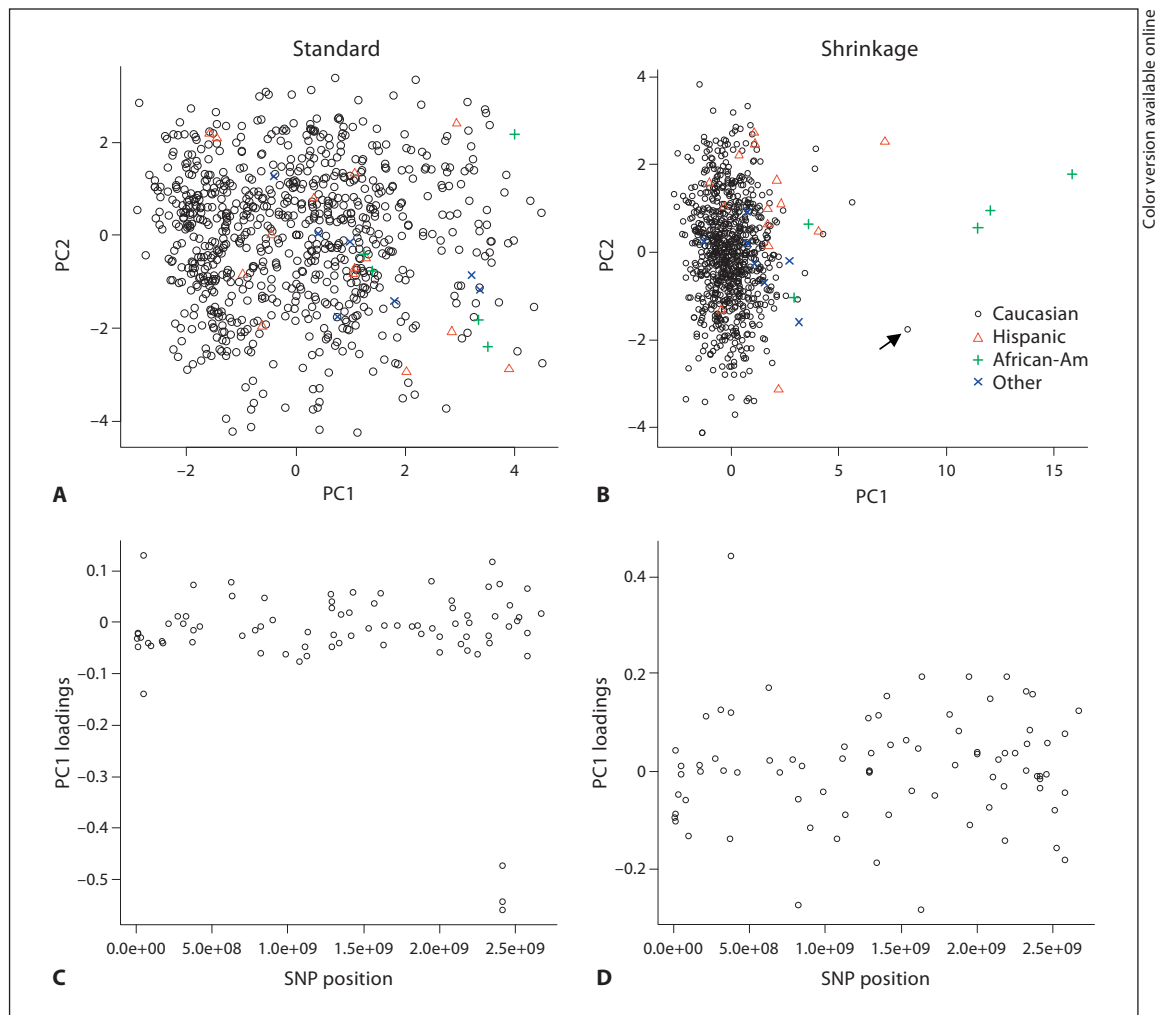 Color version available online
Standard
Shrinkage
PC2
2
0
−2
−4
−2
0
2
4
A
PC1
PC2
4
2
0
−2
−4
Caucasian
Hispanic
African-Am
Other
0
5
10
15
B
PC1
PC1 loadings
0.1
0
−0.1
−0.2
−0.3
−0.4
−0.5
0.0e+00
5.0e+08
1.0e+09
1.5e+09
2.0e+09
2.5e+09
C
SNP position
PC1 loadings
0.4
0.2
0
−0.2
0.0e+00
5.0e+08
1.0e+09
1.5e+09
2.0e+09
2.5e+09
D
SNP position